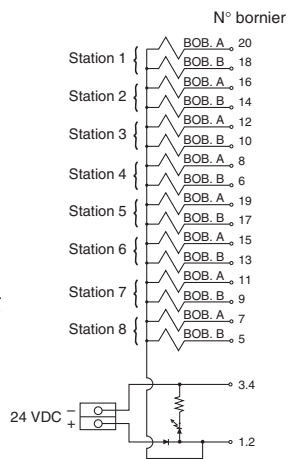 N° bornier
Station 1
BOB. A 20
BOB. B 18
Station 2
BOB. A 16
BOB. B 14
Station 3
BOB. A 12
BOB. B 10
Station 4
BOB. A 8
BOB. B 6
Station 5
BOB. A 19
BOB. B 17
Station 6
BOB. A 15
BOB. B 13
Station 7
BOB. A 11
BOB. B 9
Station 8
BOB. A 7
BOB. B 5
3.4
24 VDC
–
+
1.2